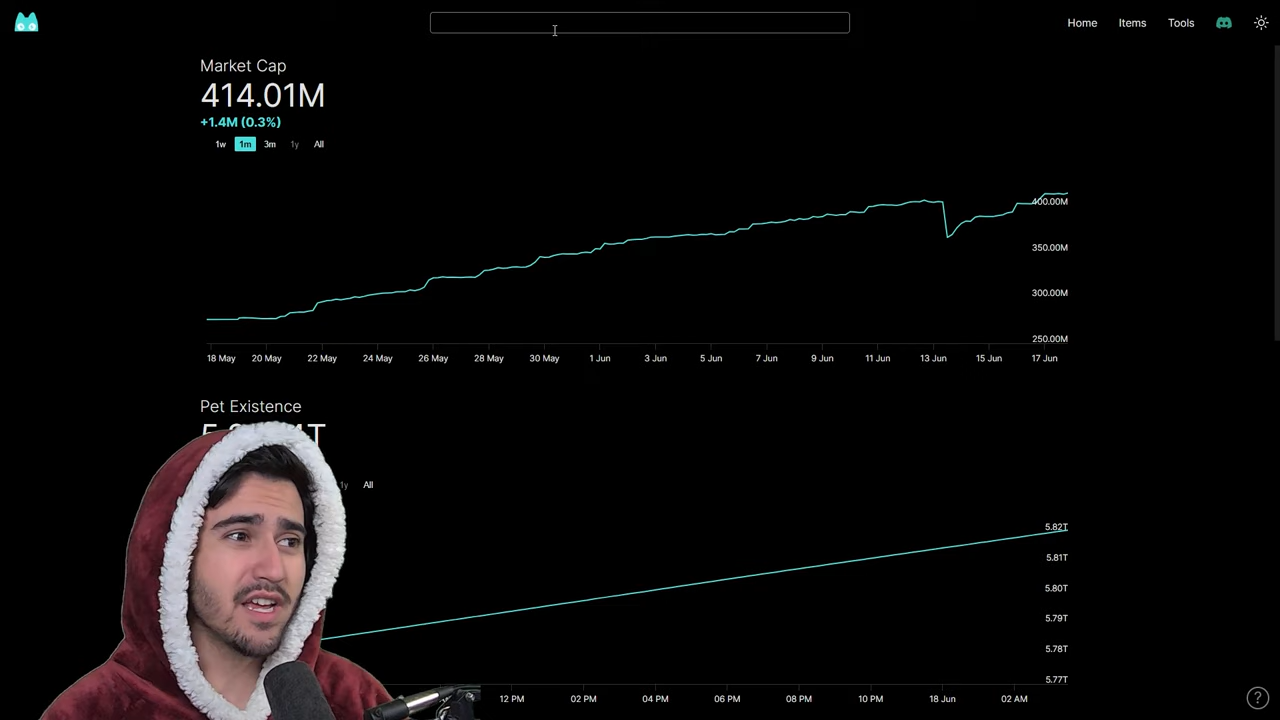 Home Items Tools
Market Cap
414.01M
+1.4M (0.3%)
1w 1m 3m 1y All
400.00M
350.00M
300.00M
250.00M
18 May 20 May 22 May 24 May 26 May 28 May 30 May 1 Jun 3 Jun 5 Jun 7 Jun 9 Jun 11 Jun 13 Jun 15 Jun 17 Jun
Pet Existence
1y All
5.82T
5.81T
5.80T
5.79T
5.78T
5.77T
12 PM 02 PM 04 PM 06 PM 08 PM 10 PM 18 Jun 02 AM
?